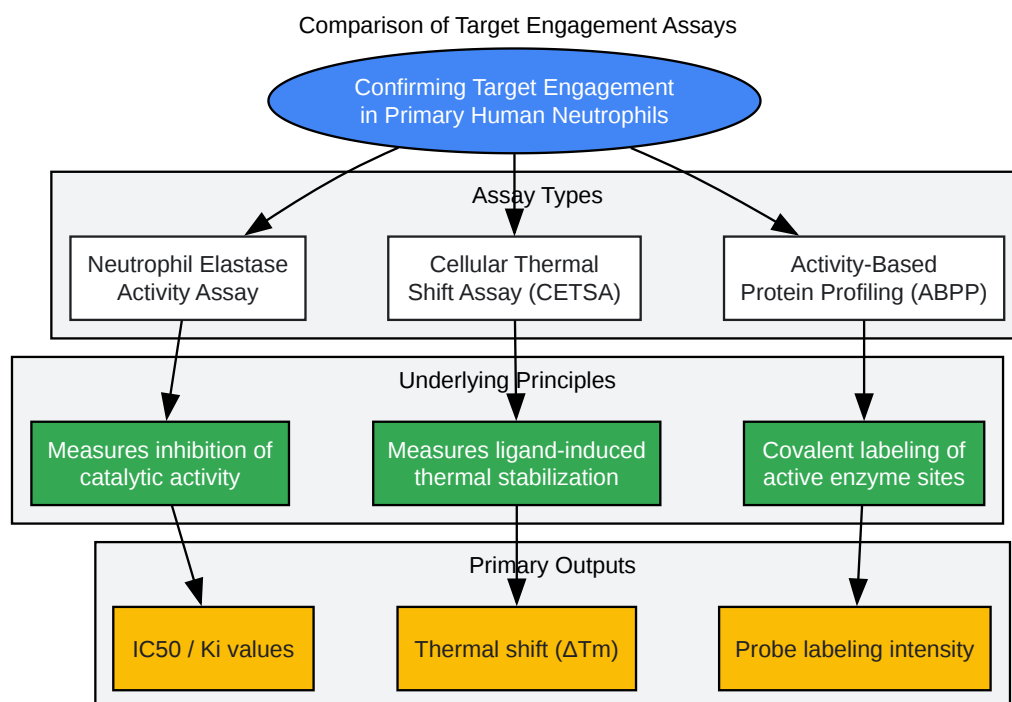 Comparison of Target Engagement Assays
Confirming Target Engagement
in Primary Human Neutrophils
Assay Types
Neutrophil Elastase
Activity Assay
Cellular Thermal
Shift Assay (CETSA)
Activity-Based
Protein Profiling (ABPP)
Underlying Principles
Measures inhibition of
catalytic activity
Measures ligand-induced
thermal stabilization
Covalent labeling of
active enzyme sites
Primary Outputs
IC50 / Ki values
Thermal shift (ΔTm)
Probe labeling intensity